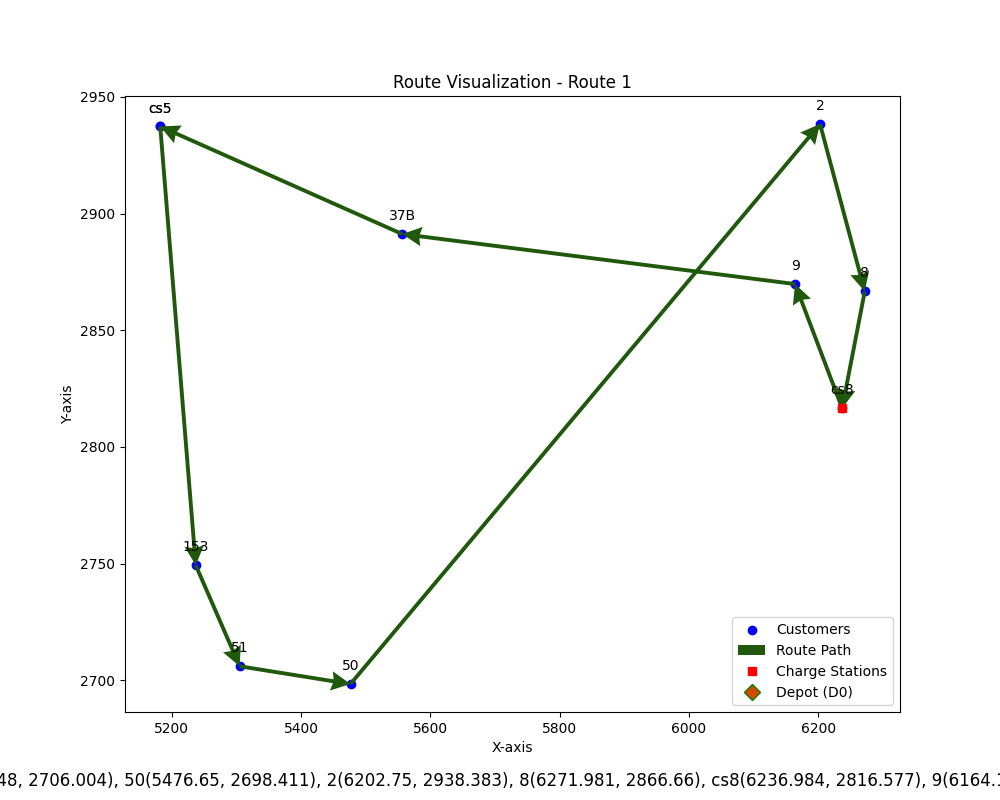 Route Visualization - Route 1
2950
2900
2850
2800
2750
2700
Y-axis
cs5
2
37B
9
8
cs8
153
51
50
Customers
Route Path
Charge Stations
Depot (D0)
5200 5400 5600 5800 6000 6200
X-axis
48, 2706.004), 50(5476.65, 2698.411), 2(6202.75, 2938.383), 8(6271.981, 2866.66), cs8(6236.984, 2816.577), 9(6164.1